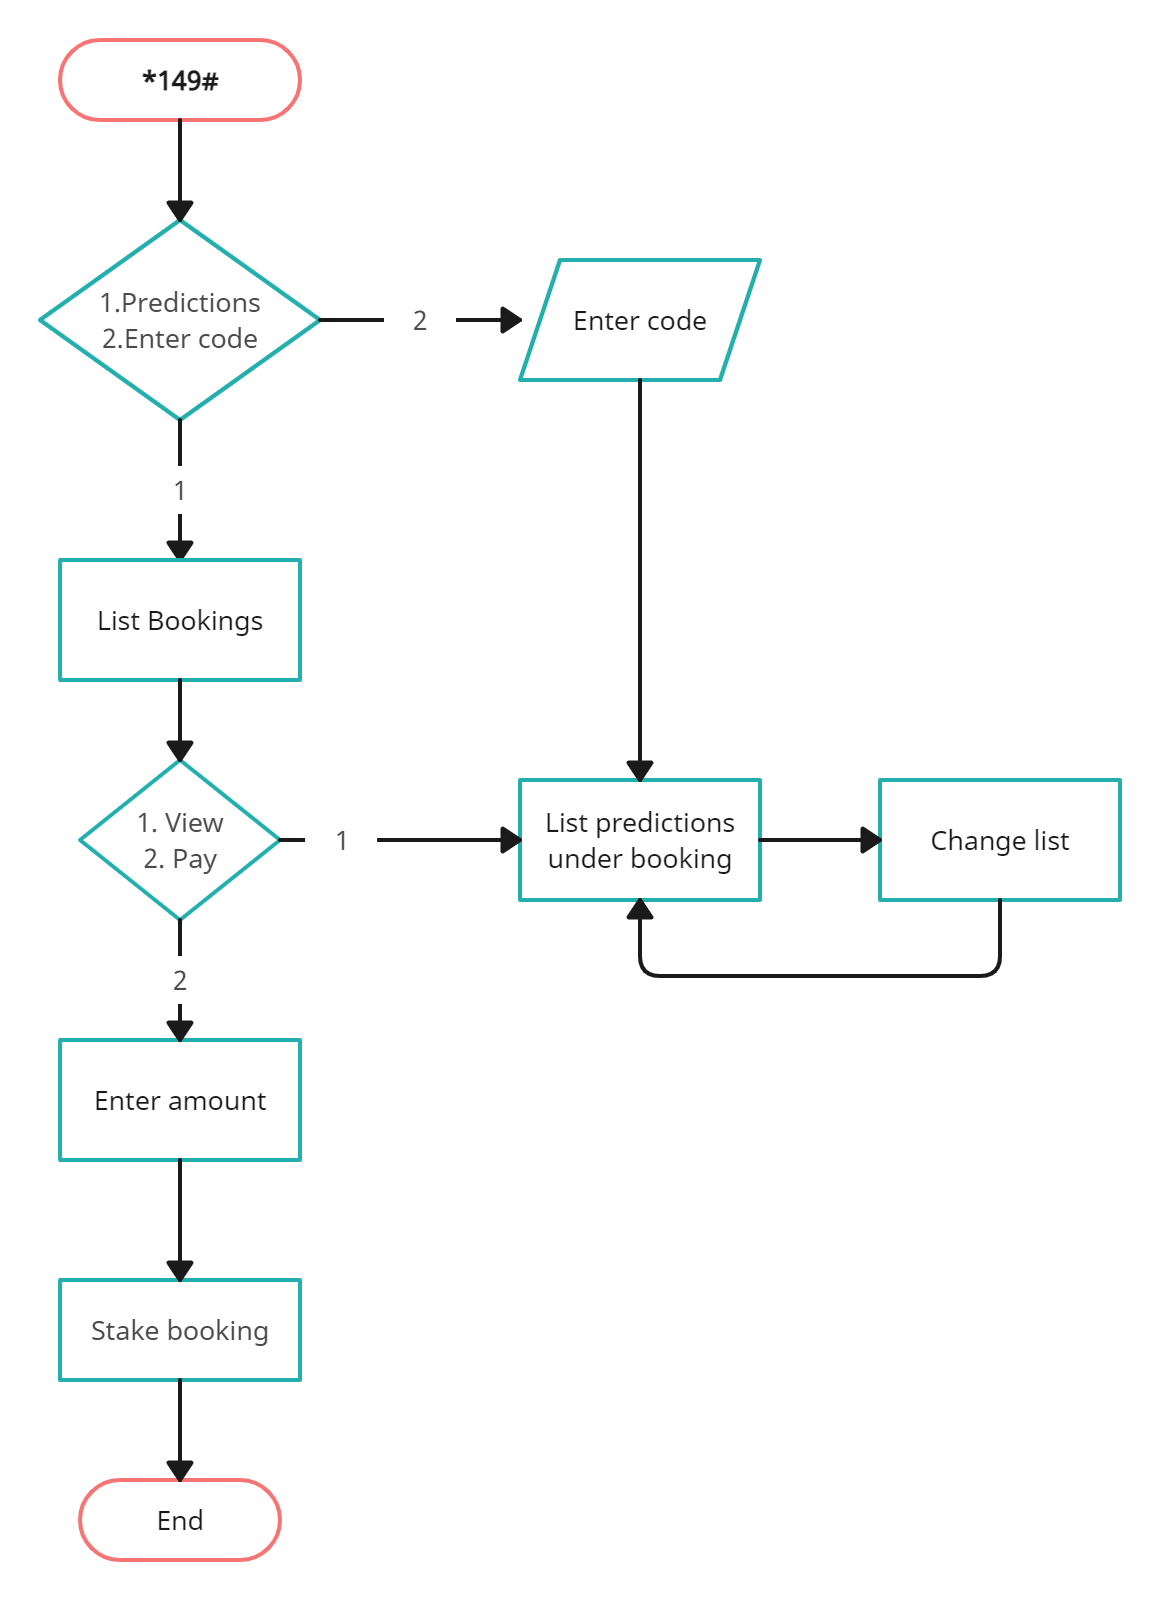 *149#
1.Predictions
2.Enter code
2
Enter code
1
List Bookings
1. View
2. Pay
1
List predictions
under booking
Change list
2
Enter amount
Stake booking
End